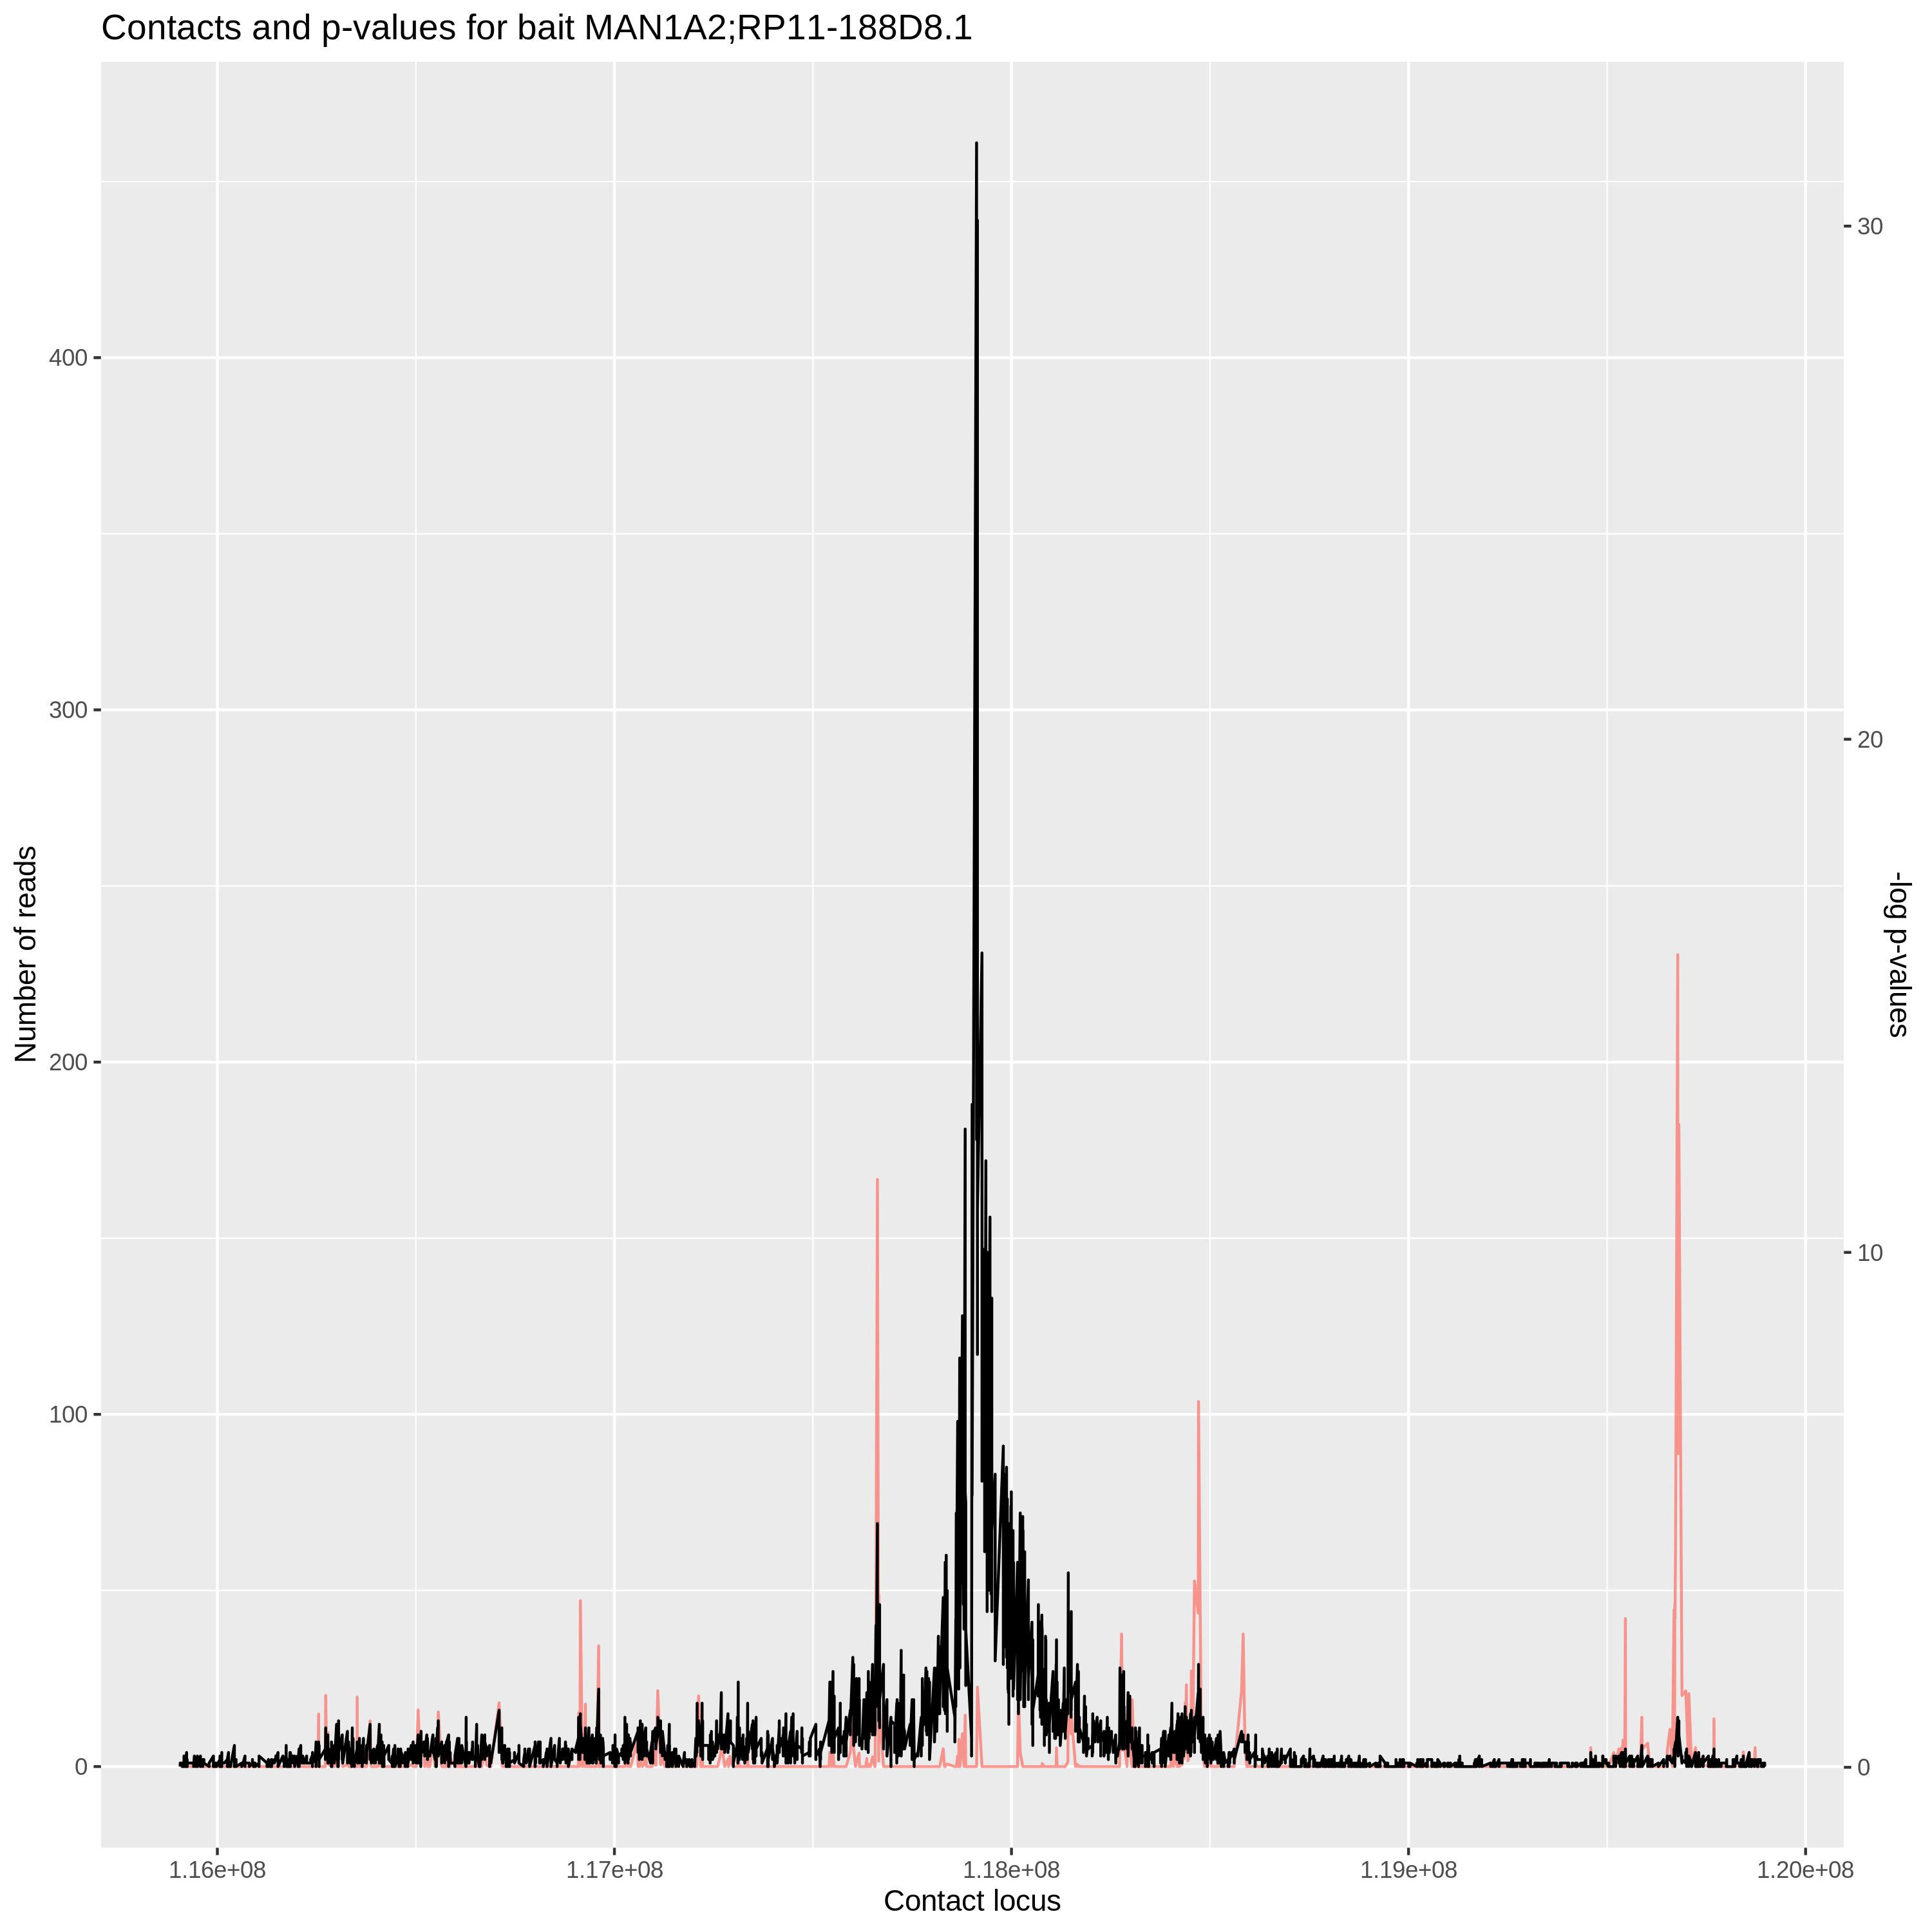 Contacts and p-values for bait MAN1A2;RP11-188D8.1
Number of reads
400
300
200
100
0
30
20
10
0
-log p-values
1.16e+08
1.17e+08
1.18e+08
1.19e+08
1.20e+08
Contact locus